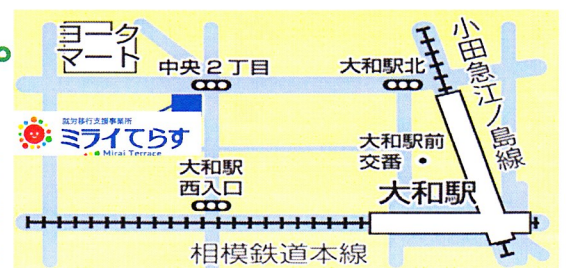 ヨーク
マート
中央2丁目
大和駅北
小田急江ノ島線
就労移行支援事業所
ミライてらす
Mirai Terrace
大和駅前
交番
大和駅
西入口
大和駅
相模鉄道本線